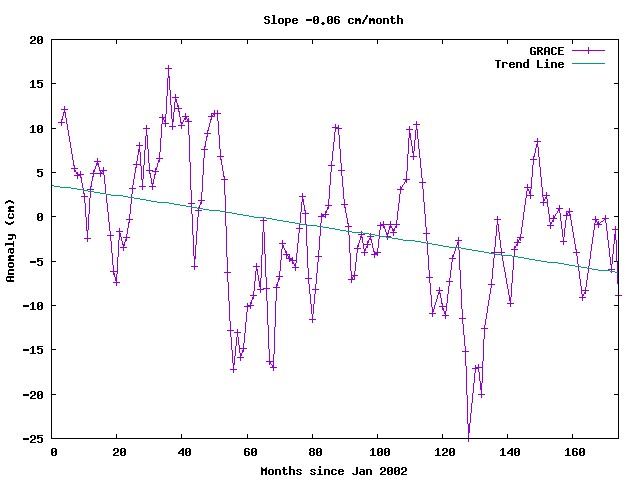 Slope -0.06 cm/month
20
15
10
5
0
-5
-10
-15
-20
-25
Anomaly (cm)
GRACE
Trend Line
0 20 40 60 80 100 120 140 160
Months since Jan 2002